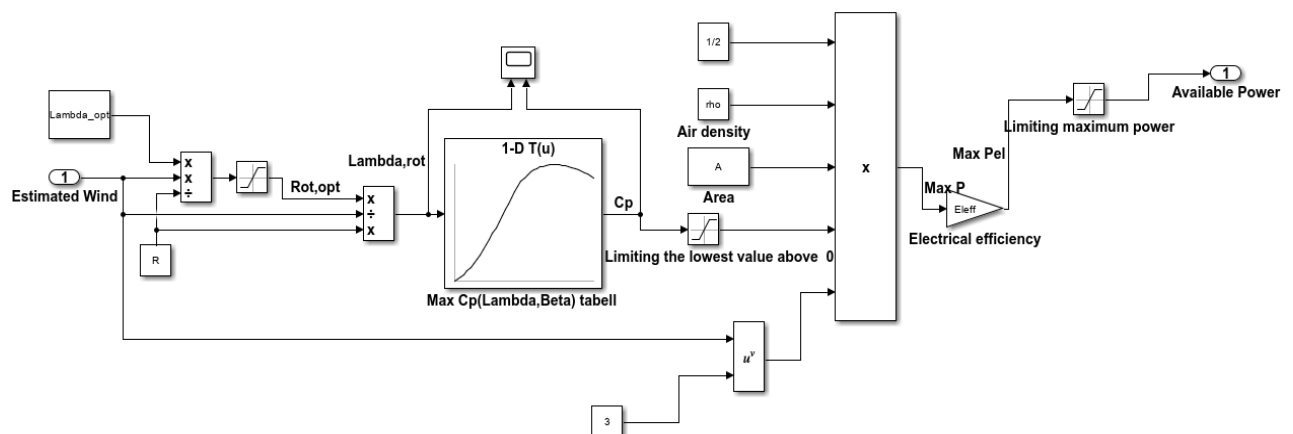 1/2
1
Available Power
rho
Air density
Limiting maximum power
Lambda_opt
1-D T(u)
Max Pel
Lambda,rot
x
x
÷
A
x
1
Rot,opt
Cp
Area
Max P
Estimated Wind
x
÷
x
Eleff
R
Limiting the lowest value above 0
Electrical efficiency
Max Cp(Lambda,Beta) tabell
u^v
3